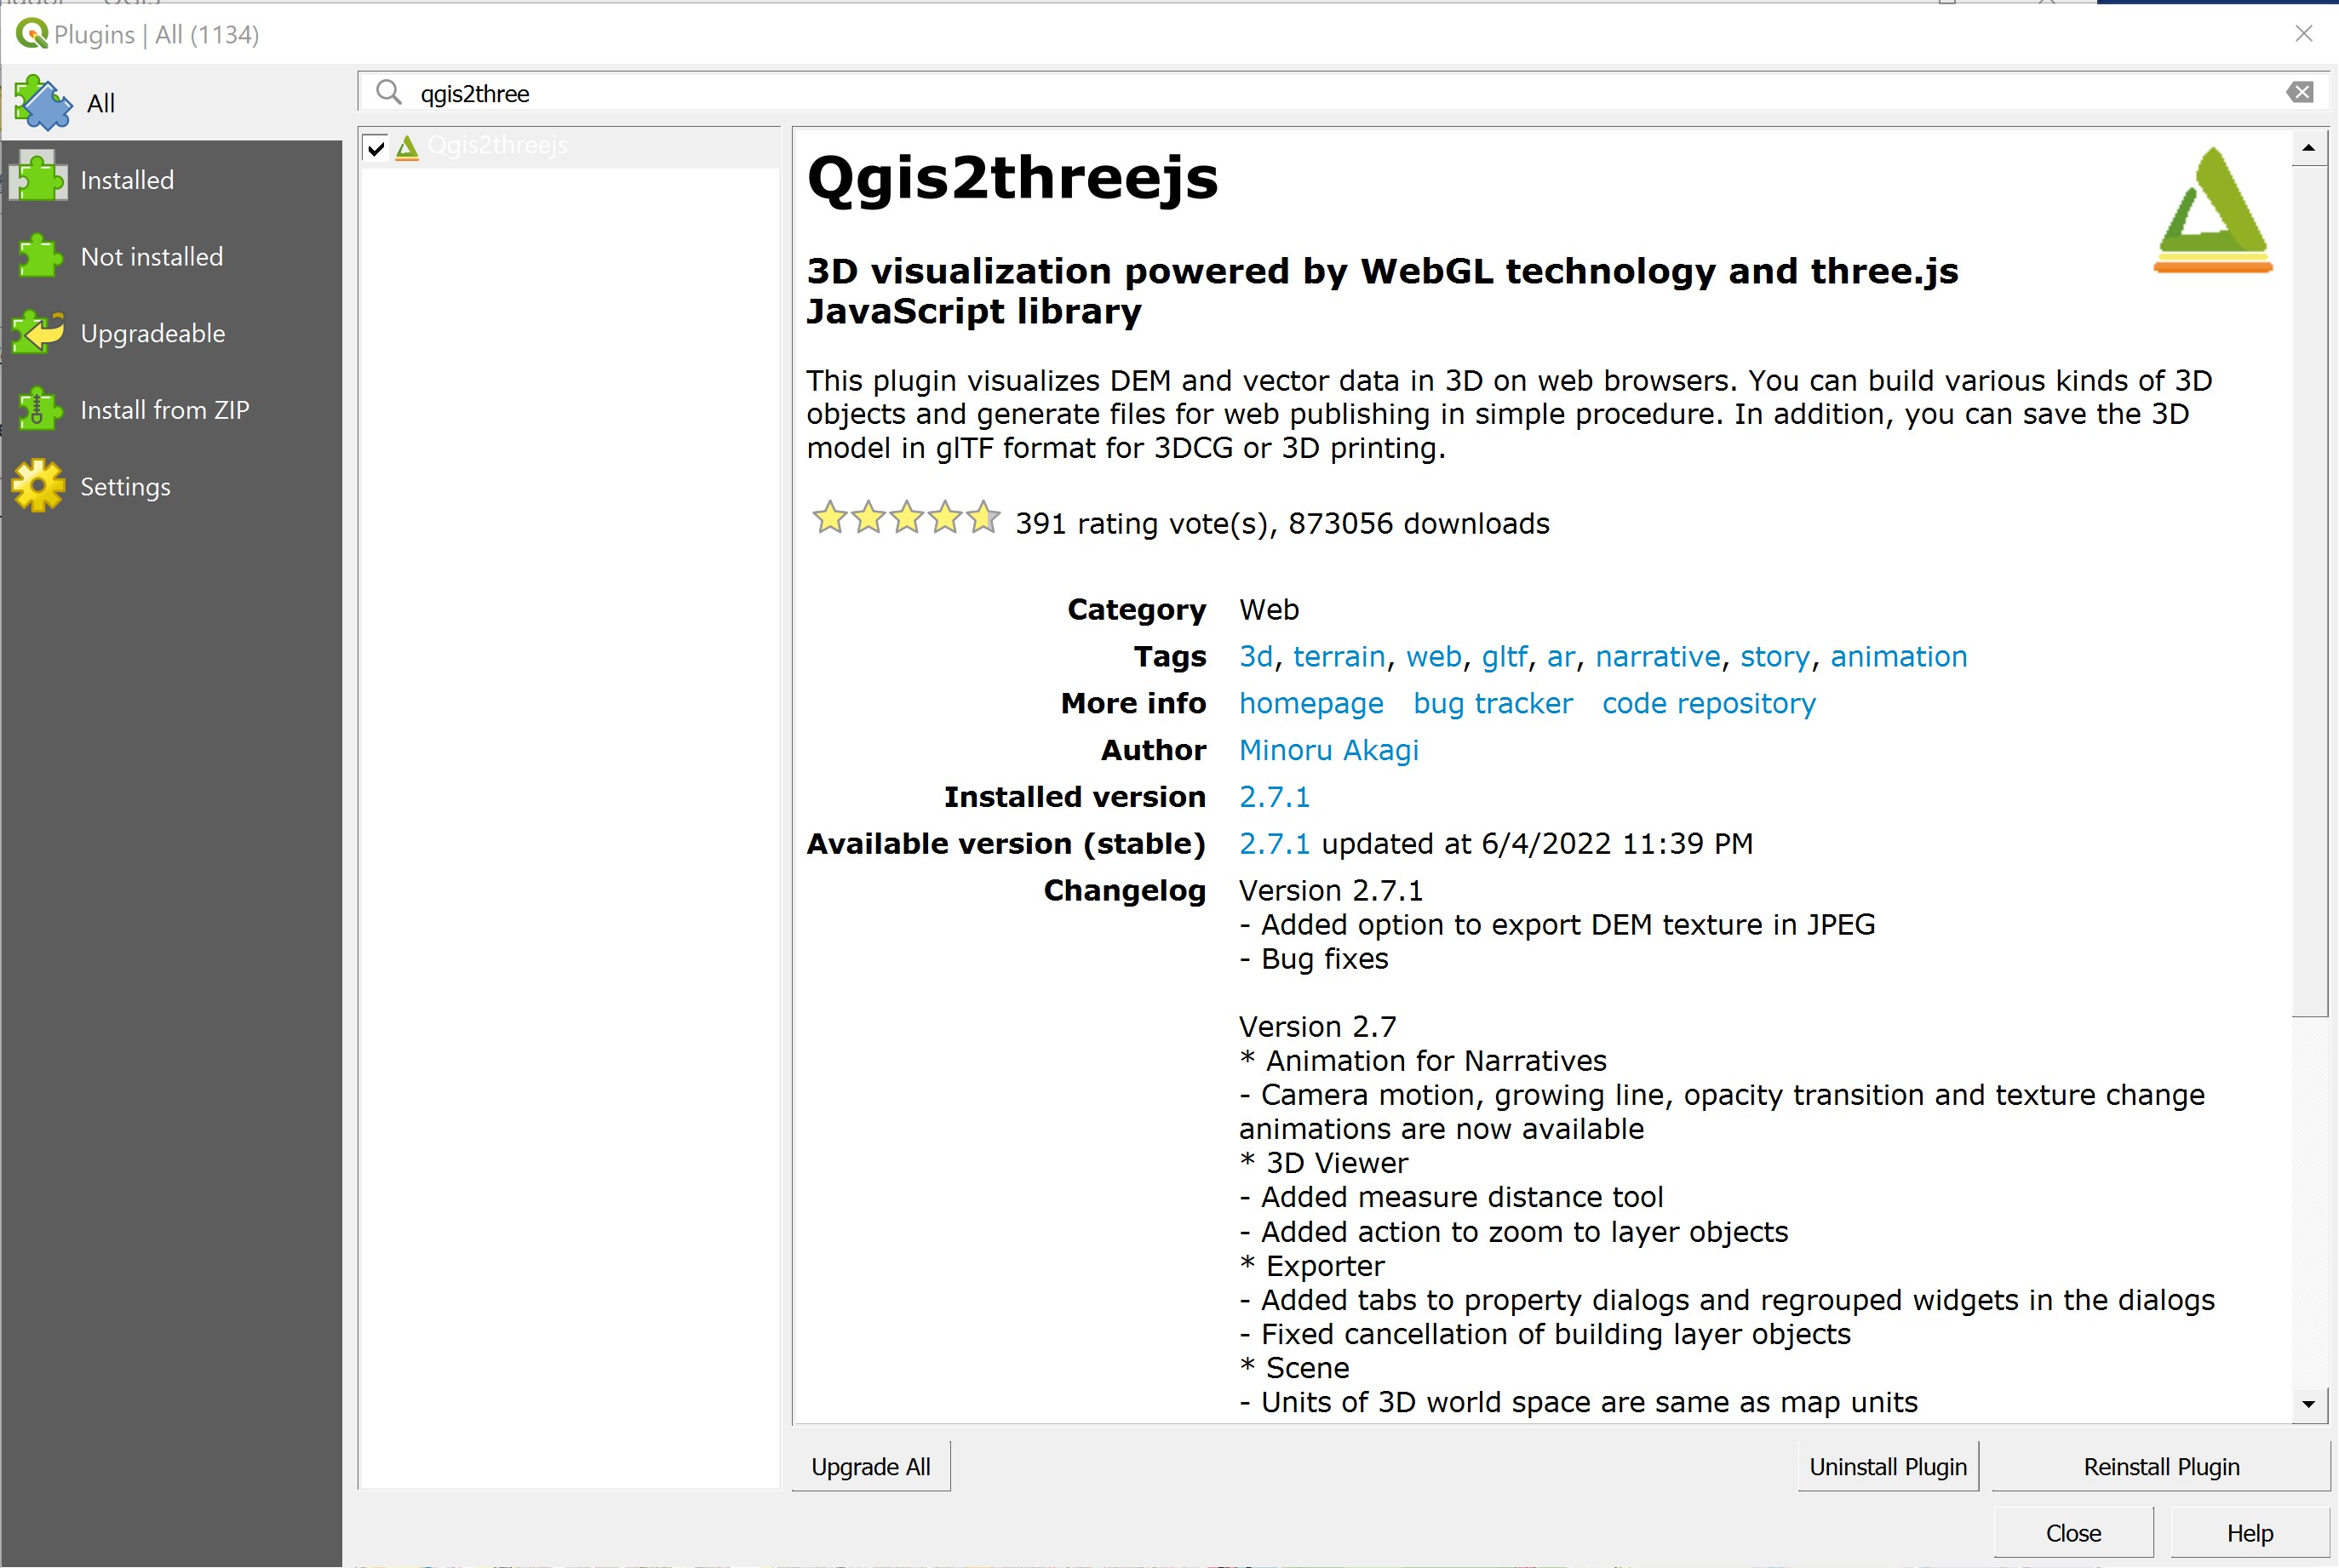 Plugins | All (1134)
All
Installed
Not installed
Upgradeable
Install from ZIP
Settings
qgis2three
Qgis2threejs
Qgis2threejs
3D visualization powered by WebGL technology and three.js
JavaScript library
This plugin visualizes DEM and vector data in 3D on web browsers. You can build various kinds of 3D
objects and generate files for web publishing in simple procedure. In addition, you can save the 3D
model in glTF format for 3DCG or 3D printing.
391 rating vote(s), 873056 downloads
Category Web
Tags 3d, terrain, web, gltf, ar, narrative, story, animation
More info homepage bug tracker code repository
Author Minoru Akagi
Installed version 2.7.1
Available version (stable) 2.7.1 updated at 6/4/2022 11:39 PM
Changelog Version 2.7.1
- Added option to export DEM texture in JPEG
- Bug fixes
Version 2.7
* Animation for Narratives
- Camera motion, growing line, opacity transition and texture change
animations are now available
* 3D Viewer
- Added measure distance tool
- Added action to zoom to layer objects
* Exporter
- Added tabs to property dialogs and regrouped widgets in the dialogs
- Fixed cancellation of building layer objects
* Scene
- Units of 3D world space are same as map units
Upgrade All
Uninstall Plugin
Reinstall Plugin
Close
Help